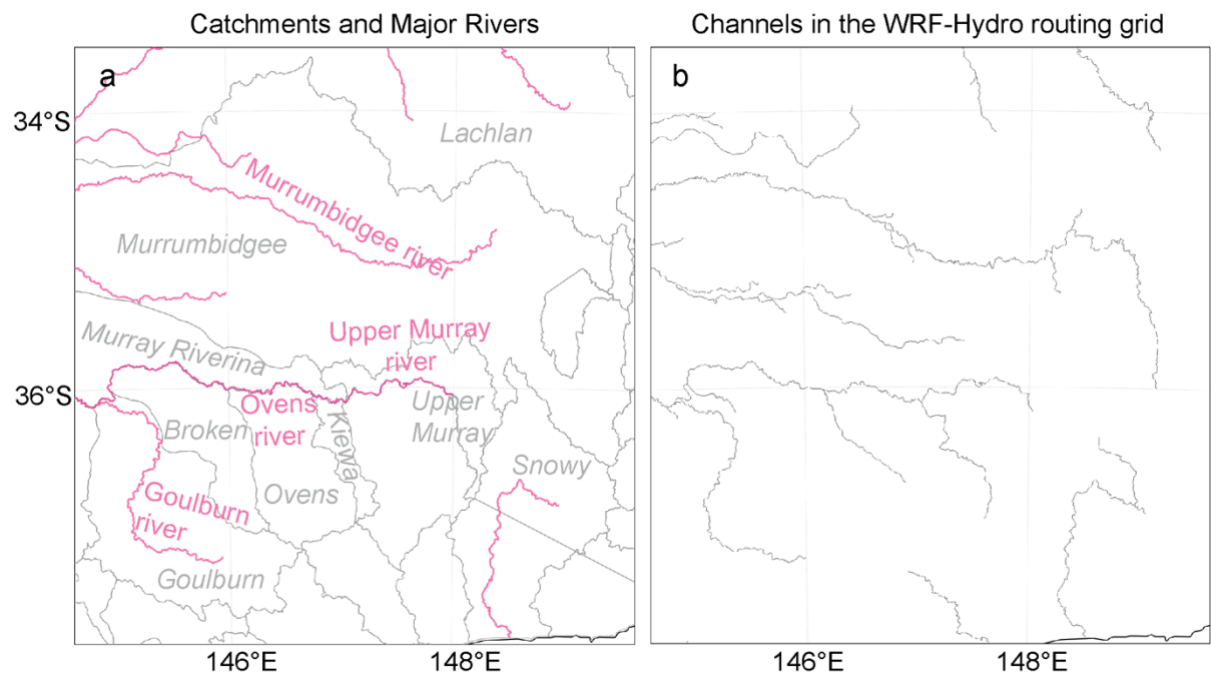 Catchments and Major Rivers
Channels in the WRF-Hydro routing grid
a
b
34°S
Lachlan
Murrumbidgee river
Murrumbidgee
Murray Riverina
Upper Murray
river
36°S
Ovens
river
Broken
Kiewa
Upper
Murray
Snowy
Goulburn
river
Ovens
Goulburn
146°E
148°E
146°E
148°E